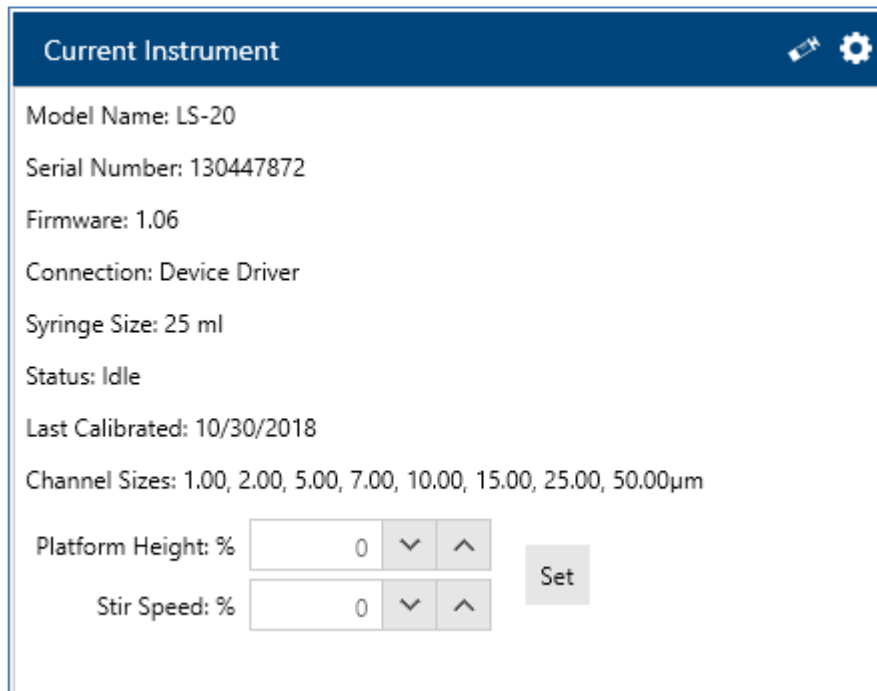 Current Instrument
Model Name: LS-20
Serial Number: 130447872
Firmware: 1.06
Connection: Device Driver
Syringe Size: 25 ml
Status: Idle
Last Calibrated: 10/30/2018
Channel Sizes: 1.00, 2.00, 5.00, 7.00, 10.00, 15.00, 25.00, 50.00µm
Platform Height: % 0
Set
Stir Speed: % 0